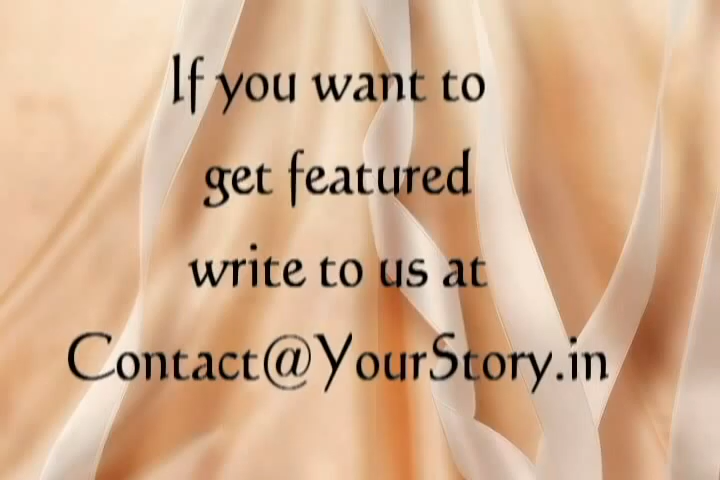 If you want to
get featured
write to us at
Contact@YourStory.in